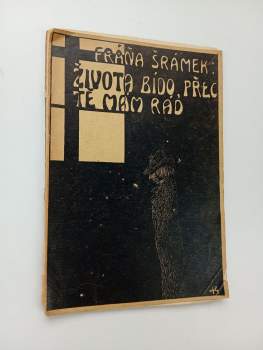 FRÁŇA ŠRÁMEK:
ŽIVOTA BÍDO, PŘEC
TĚ MÁM RÁD